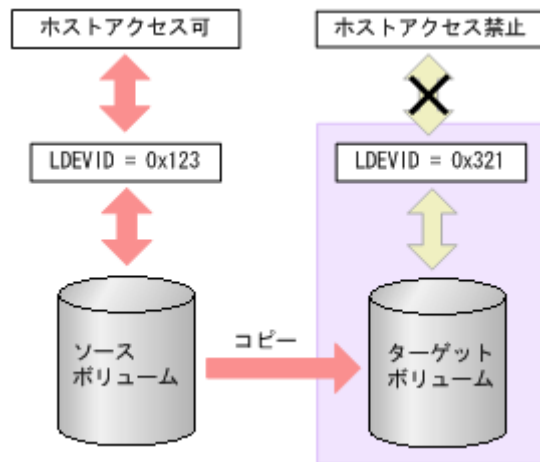 ホストアクセス可
ホストアクセス禁止
LDEVID = 0x123
LDEVID = 0x321
ソース
ボリューム
コピー
ターゲット
ボリューム